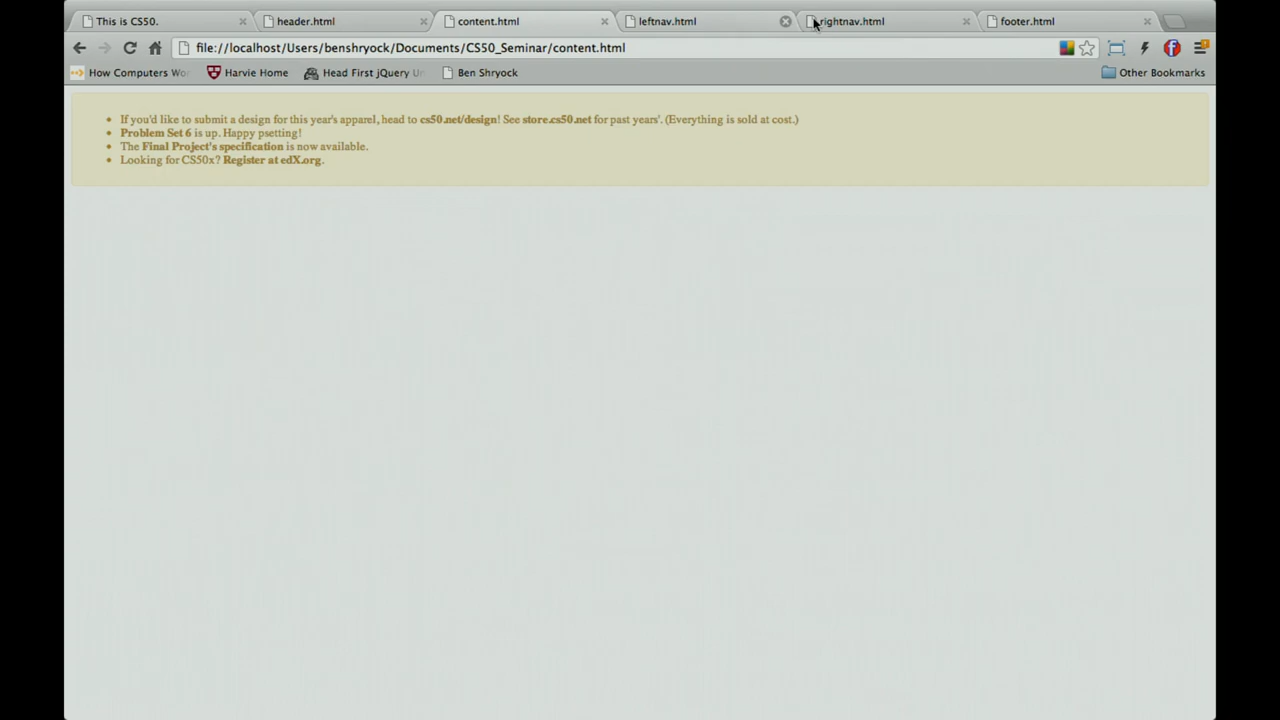 This is CS50.
header.html
content.html
leftnav.html
rightnav.html
footer.html
file://localhost/Users/benshryock/Documents/CS50_Seminar/content.html
How Computers Wo
Harvie Home
Head First jQuery Un
Ben Shryock
Other Bookmarks
If you'd like to submit a design for this year's apparel, head to cs50.net/design! See store.cs50.net for past years'. (Everything is sold at cost.)
Problem Set 6 is up. Happy psetting!
The Final Project's specification is now available.
Looking for CS50x? Register at edX.org.